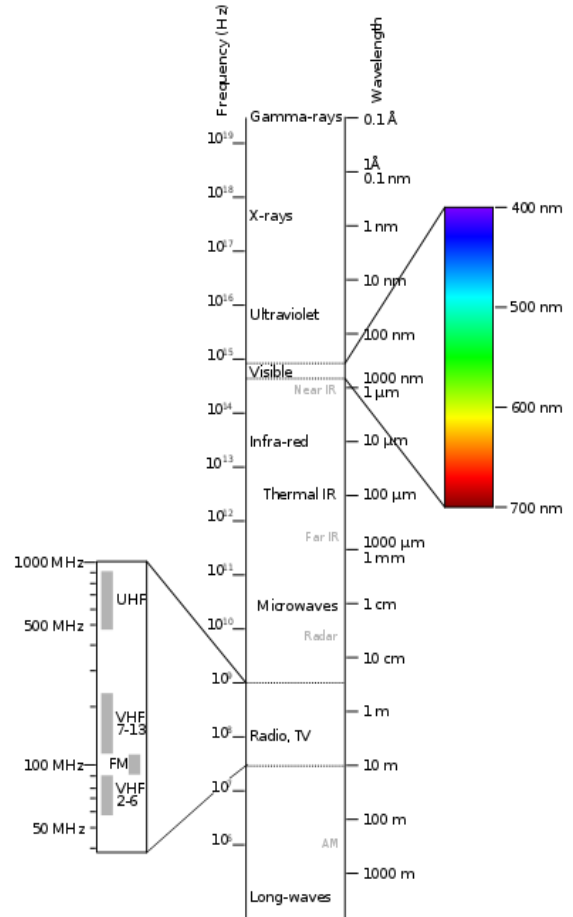 Frequency (Hz)
Wavelength
Gamma-rays
0.1 Å
10¹⁹
1Å
0.1 nm
10¹⁸
400 nm
X-rays
1 nm
10¹⁷
10 nm
10¹⁶
500 nm
Ultraviolet
100 nm
10¹⁵
Visible
1000 nm
Near IR
1 μm
600 nm
10¹⁴
Infra-red
10 μm
10¹³
Thermal IR
100 μm
700 nm
10¹²
Far IR
1000 μm
1 mm
1000 MHz
10¹¹
UHF
Microwaves
1 cm
500 MHz
10¹⁰
Radar
10 cm
10⁹
VHF
7-13
1 m
10⁸
Radio, TV
FM
100 MHz
10 m
VHF
2-6
10⁷
50 MHz
100 m
10⁶
AM
1000 m
Long-waves